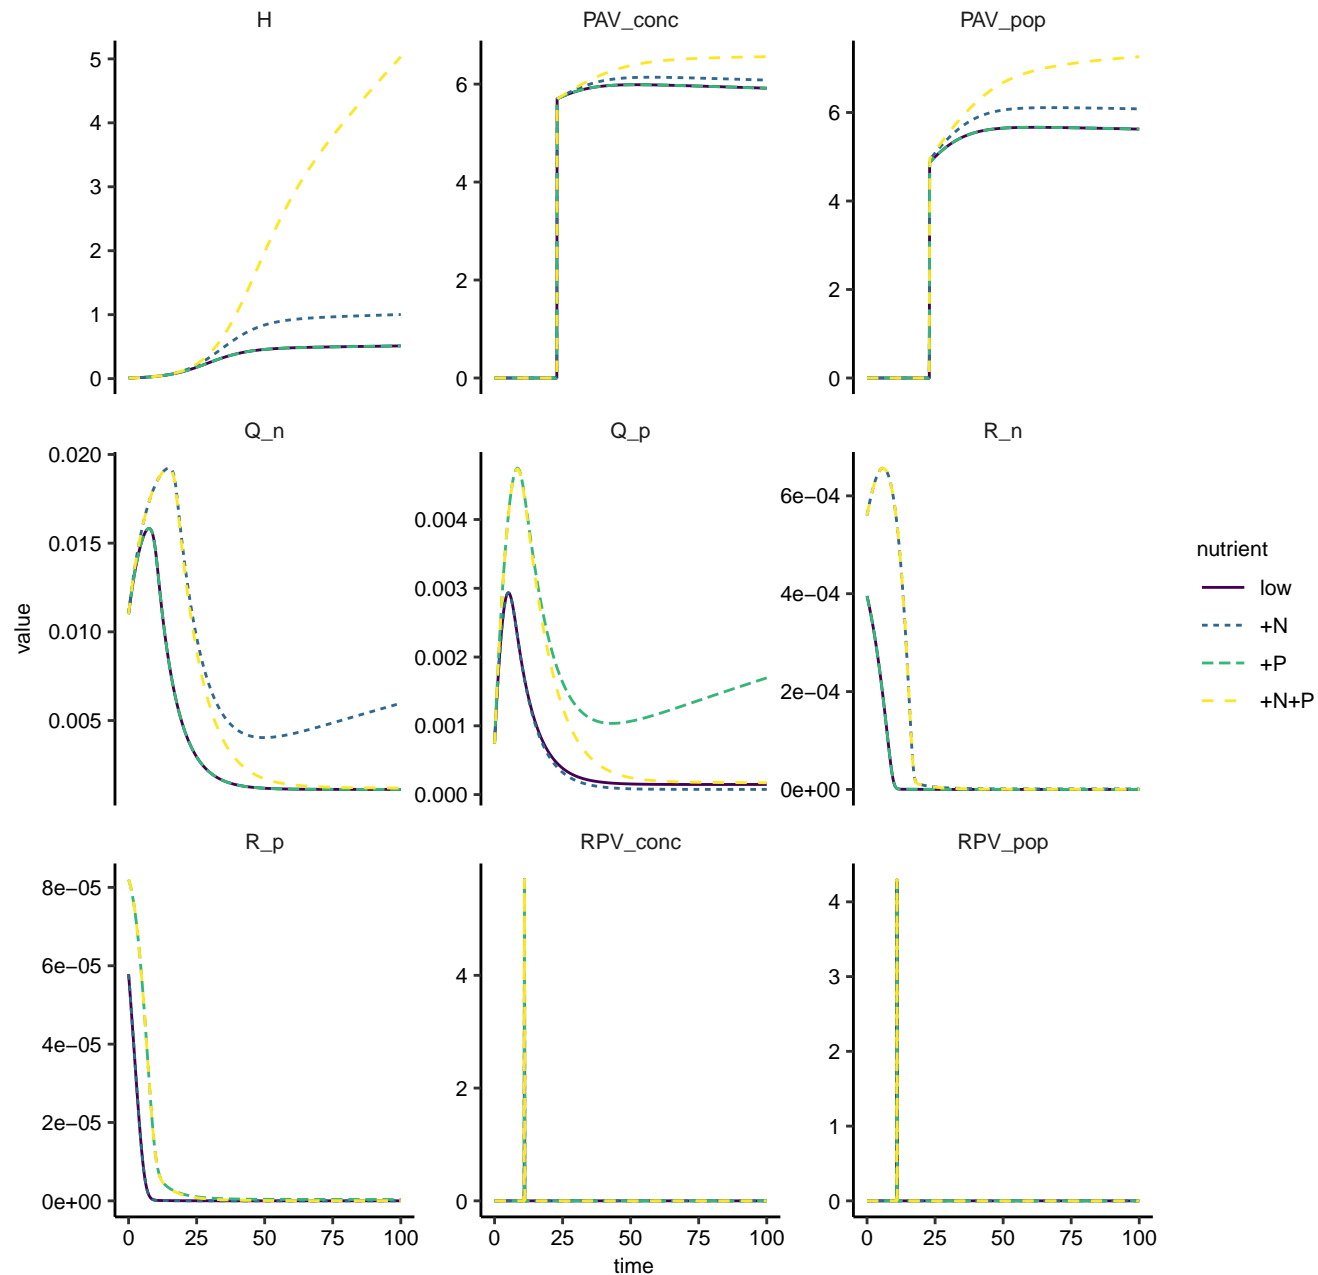 H
PAV_conc
PAV_pop
5
4
3
2
1
0
6
4
2
0
6
4
2
0
Q_n
Q_p
R_n
0.020
0.015
0.010
0.005
0.004
0.003
0.002
0.001
0.000
6e−04
4e−04
2e−04
0e+00
R_p
RPV_conc
RPV_pop
8e−05
6e−05
4e−05
2e−05
0e+00
4
2
0
4
3
2
1
0
0 25 50 75 100
0 25 50 75 100
0 25 50 75 100
time
value
nutrient
low
+N
+P
+N+P